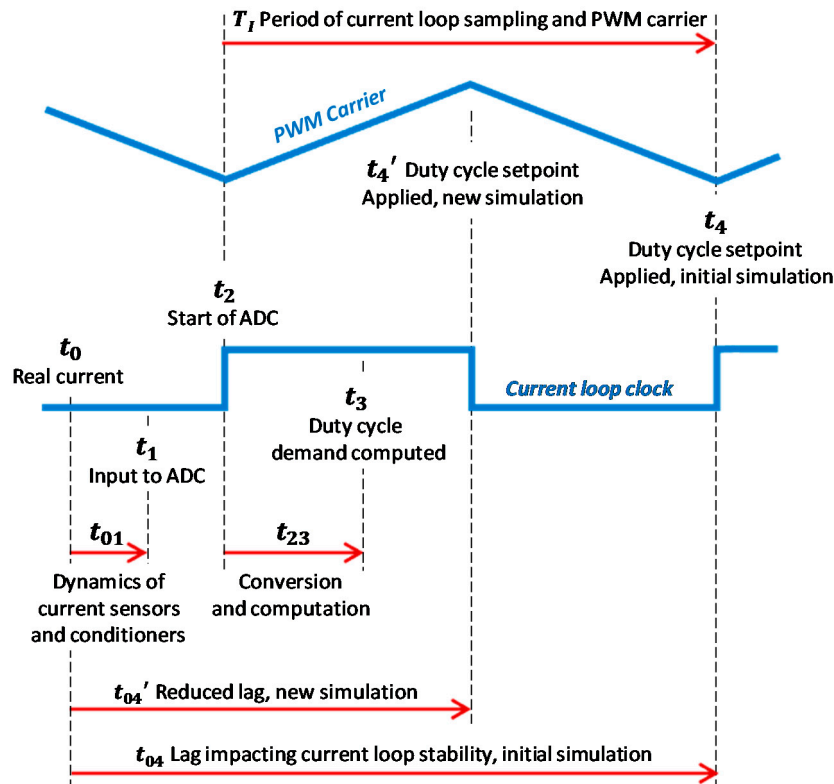 T_I Period of current loop sampling and PWM carrier
PWM Carrier
t_4' Duty cycle setpoint
Applied, new simulation
t_4
Duty cycle setpoint
Applied, initial simulation
t_2
Start of ADC
t_0
Real current
Current loop clock
t_3
Duty cycle
demand computed
t_1
Input to ADC
t_01
Dynamics of
current sensors
and conditioners
t_23
Conversion
and computation
t_04' Reduced lag, new simulation
t_04 Lag impacting current loop stability, initial simulation